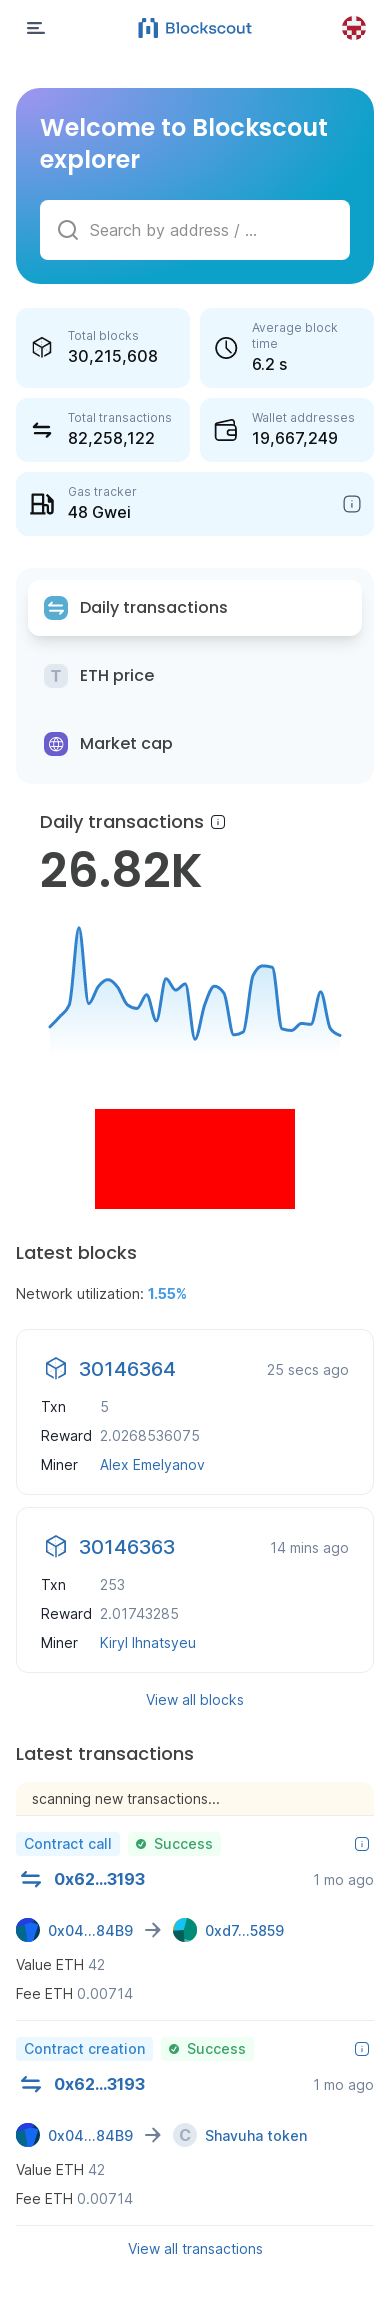 Blockscout
Welcome to Blockscout
explorer
Search by address / ...
Total blocks
30,215,608
Average block
time
6.2 s
Total transactions
82,258,122
Wallet addresses
19,667,249
Gas tracker
48 Gwei
Daily transactions
T
ETH price
Market cap
Daily transactions
26.82K
Latest blocks
Network utilization: 1.55%
30146364 25 secs ago
Txn 5
Reward 2.0268536075
Miner Alex Emelyanov
30146363 14 mins ago
Txn 253
Reward 2.01743285
Miner Kiryl Ihnatsyeu
View all blocks
Latest transactions
scanning new transactions...
Contract call Success
0x62...3193 1 mo ago
0x04...84B9 0xd7...5859
Value ETH 42
Fee ETH 0.00714
Contract creation Success
0x62...3193 1 mo ago
0x04...84B9 C Shavuha token
Value ETH 42
Fee ETH 0.00714
View all transactions